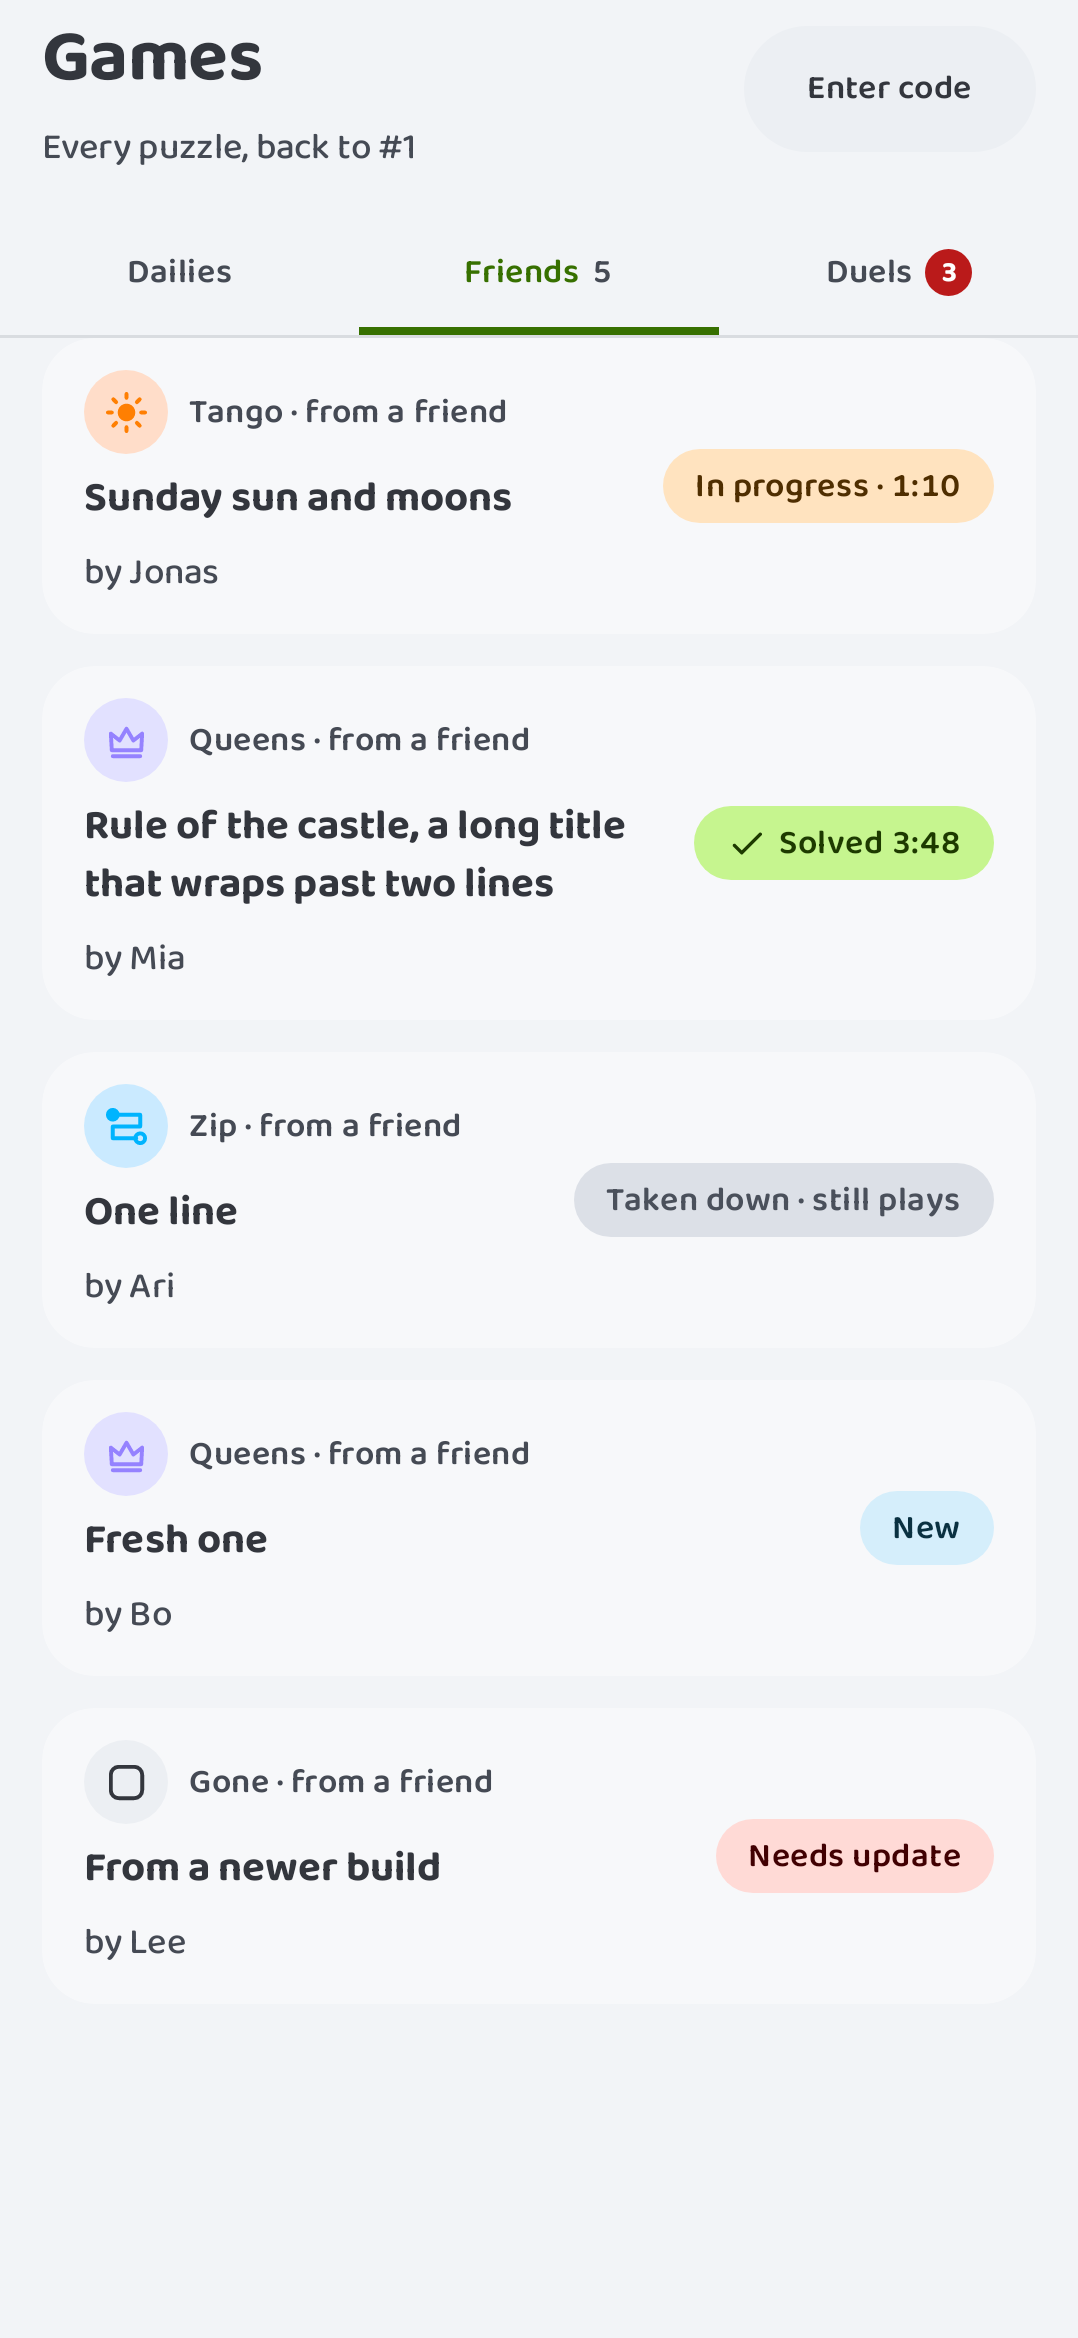 Games
Enter code
Every puzzle, back to #1
Dailies
Friends 5
Duels 3
Tango · from a friend
Sunday sun and moons
In progress · 1:10
by Jonas
Queens · from a friend
Rule of the castle, a long title
that wraps past two lines
Solved 3:48
by Mia
Zip · from a friend
One line
Taken down · still plays
by Ari
Queens · from a friend
Fresh one
New
by Bo
Gone · from a friend
From a newer build
Needs update
by Lee